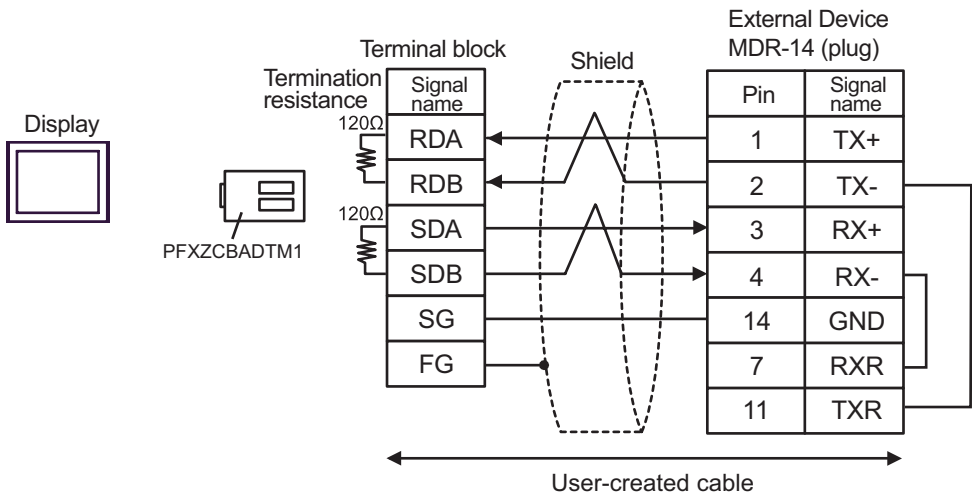 External Device
MDR-14 (plug)
Terminal block
Shield
Termination
resistance
Signal
name
Pin
Signal
name
Display
120Ω
RDA
1
TX+
RDB
2
TX-
120Ω
SDA
3
RX+
PFXZCBADTM1
SDB
4
RX-
SG
14
GND
FG
7
RXR
11
TXR
User-created cable